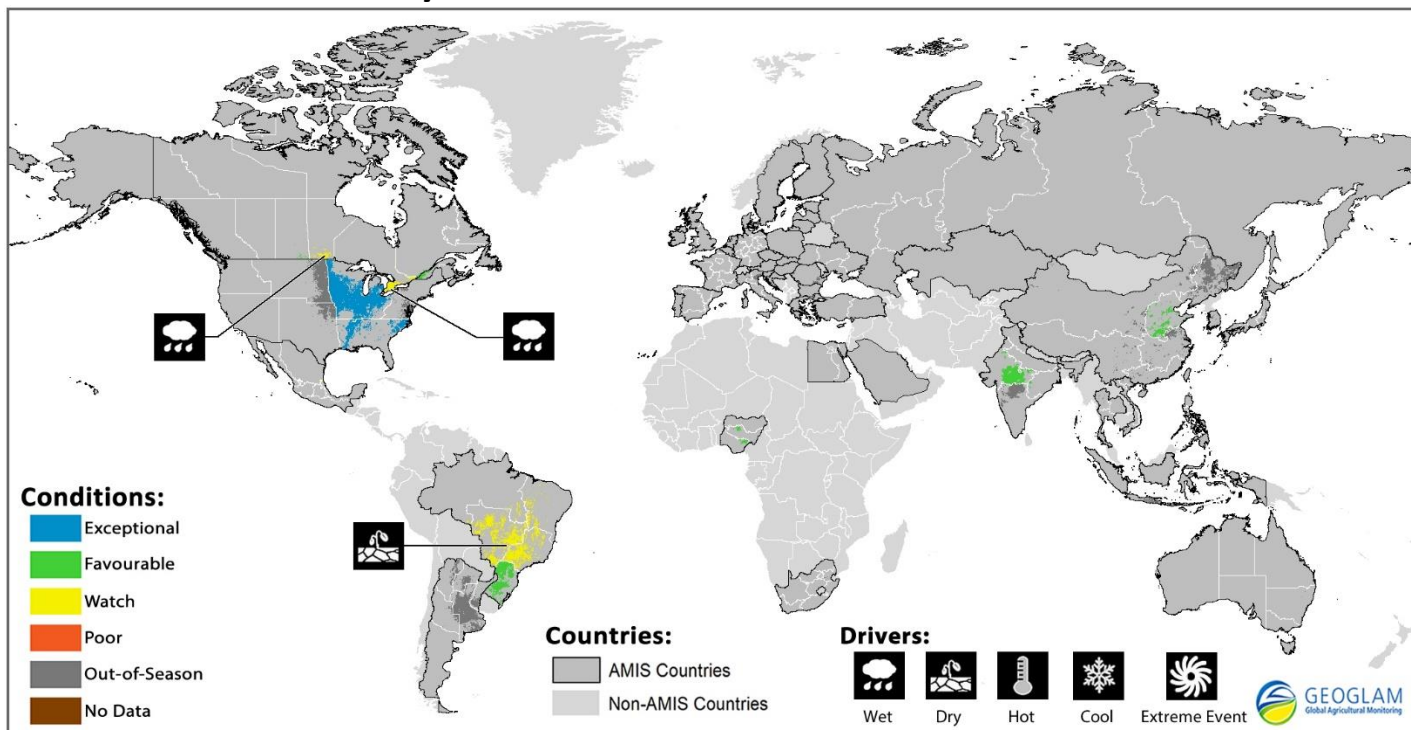 Conditions:
Exceptional
Favourable
Watch
Poor
Out-of-Season
No Data
Countries:
AMIS Countries
Non-AMIS Countries
Drivers:
Wet
Dry
Hot
Cool
Extreme Event
GEOGLAM
Global Agricultural Monitoring